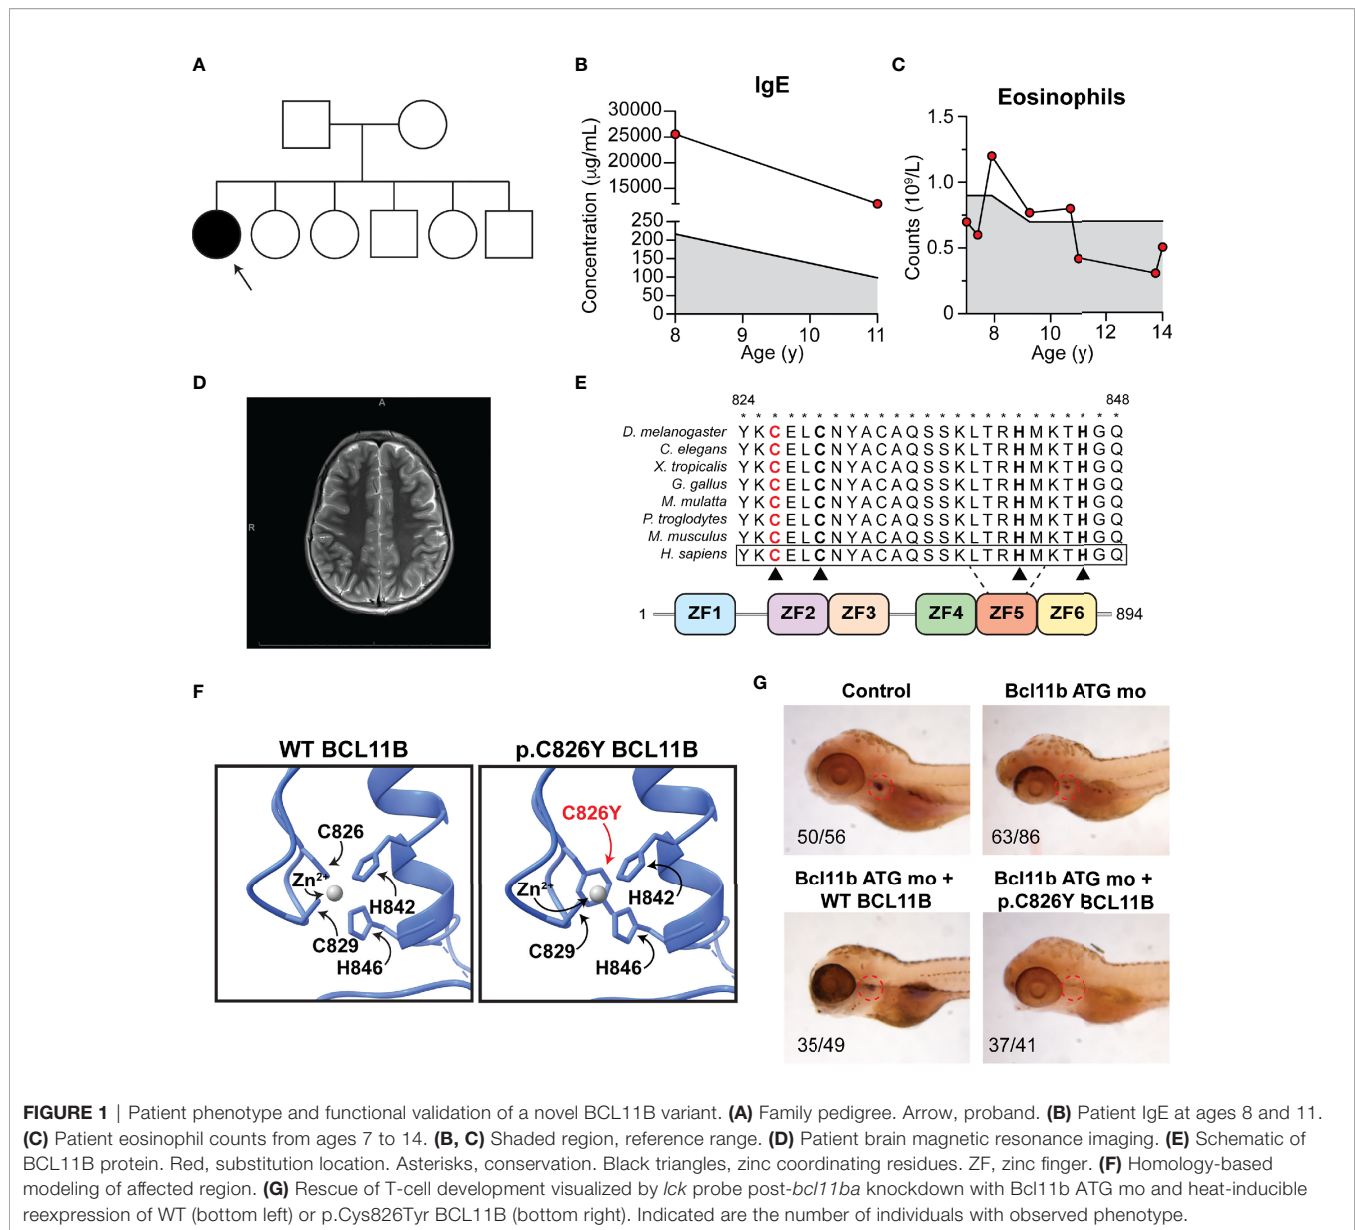 A
B
IgE
Concentration (µg/mL)
30000
25000
20000
15000
250
200
150
100
50
0
8 9 10 11
Age (y)
C
Eosinophils
Counts (10⁹/L)
1.5
1.0
0.5
0
8 10 12 14
Age (y)
D
A
R
E
824 848
* * * * * * * * * * * * * * * * * * * * * * * * *
D. melanogaster Y K C E L C N Y A C A Q S S K L T R H M K T H G Q
C. elegans Y K C E L C N Y A C A Q S S K L T R H M K T H G Q
X. tropicalis Y K C E L C N Y A C A Q S S K L T R H M K T H G Q
G. gallus Y K C E L C N Y A C A Q S S K L T R H M K T H G Q
M. mulatta Y K C E L C N Y A C A Q S S K L T R H M K T H G Q
P. troglodytes Y K C E L C N Y A C A Q S S K L T R H M K T H G Q
M. musculus Y K C E L C N Y A C A Q S S K L T R H M K T H G Q
H. sapiens Y K C E L C N Y A C A Q S S K L T R H M K T H G Q
1 ZF1 ZF2 ZF3 ZF4 ZF5 ZF6 894
F
WT BCL11B
C826
Zn²⁺
H842
C829
H846
p.C826Y BCL11B
C826Y
Zn²⁺
H842
C829
H846
G
Control
50/56
Bcl11b ATG mo
63/86
Bcl11b ATG mo +
WT BCL11B
35/49
Bcl11b ATG mo +
p.C826Y BCL11B
37/41
FIGURE 1 | Patient phenotype and functional validation of a novel BCL11B variant. (A) Family pedigree. Arrow, proband. (B) Patient IgE at ages 8 and 11.
(C) Patient eosinophil counts from ages 7 to 14. (B, C) Shaded region, reference range. (D) Patient brain magnetic resonance imaging. (E) Schematic of
BCL11B protein. Red, substitution location. Asterisks, conservation. Black triangles, zinc coordinating residues. ZF, zinc finger. (F) Homology-based
modeling of affected region. (G) Rescue of T-cell development visualized by lck probe post-bcl11ba knockdown with Bcl11b ATG mo and heat-inducible
reexpression of WT (bottom left) or p.Cys826Tyr BCL11B (bottom right). Indicated are the number of individuals with observed phenotype.